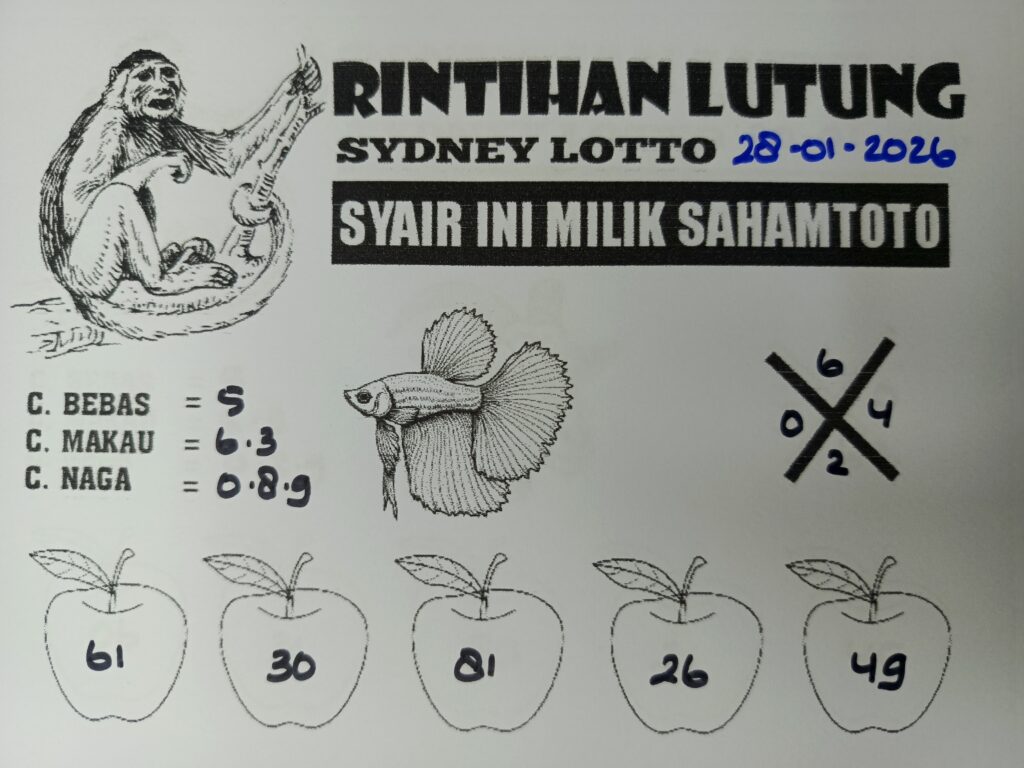 RINTIHAN LUTUNG
SYDNEY LOTTO 28-01-2026
SYAIR INI MILIK SAHAMTOTO
C. BEBAS = 5
C. MAKAU = 6.3
C. NAGA = 0.8.9
6
0 4
2
61 30 81 26 49